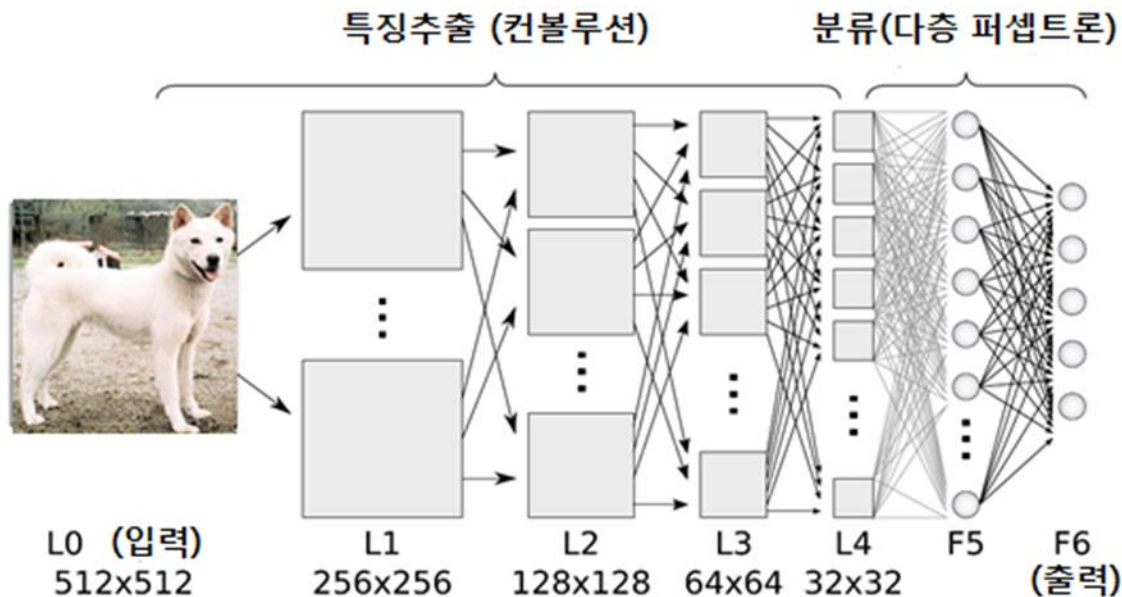 특징추출 (컨볼루션)
분류(다층 퍼셉트론)
L0 (입력)
512x512
L1
256x256
L2
128x128
L3
64x64
L4
32x32
F5
F6
(출력)